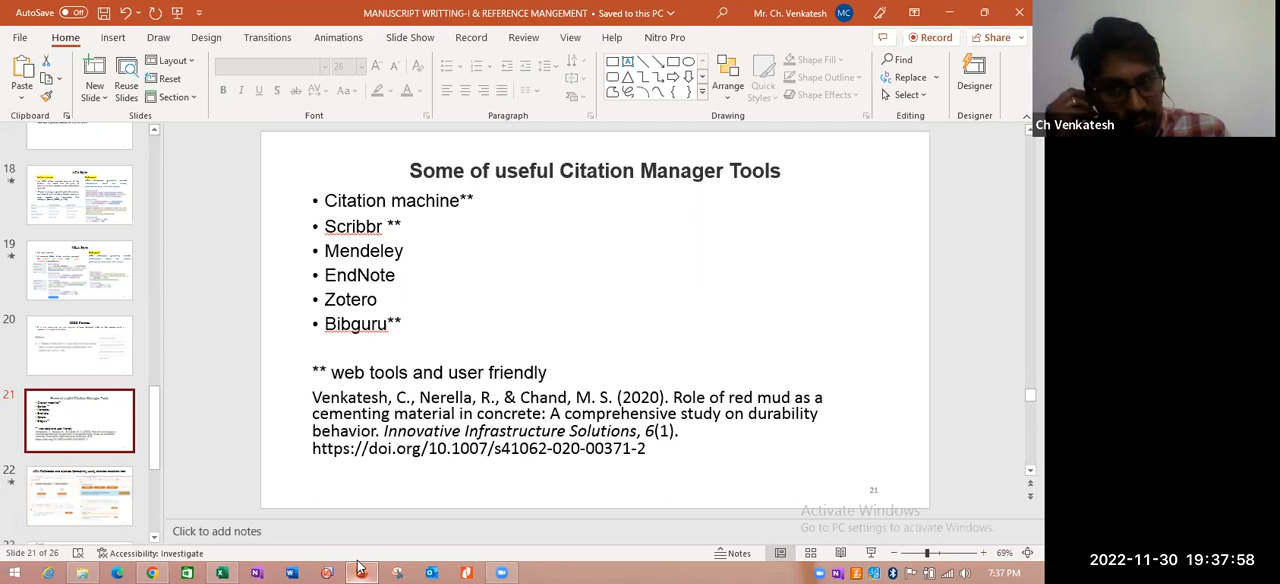 AutoSave Off
MANUSCRIPT WRITTING-I & REFERENCE MANGEMENT • Saved to this PC
Mr. Ch. Venkatesh MC
File Home Insert Draw Design Transitions Animations Slide Show Record Review View Help Nitro Pro
Record Share
Paste
New Slide
Reuse Slides
Layout
Reset
Section
26
B I U S ab AV Aa A
Arrange
Quick Styles
Shape Fill
Shape Outline
Shape Effects
Find
Replace
Select
Designer
Clipboard Slides Font Paragraph Drawing Editing Designer
Ch Venkatesh
18
19
20
21
22
Some of useful Citation Manager Tools
• Citation machine**
• Scribbr **
• Mendeley
• EndNote
• Zotero
• Bibguru**
** web tools and user friendly
Venkatesh, C., Nerella, R., & Chand, M. S. (2020). Role of red mud as a
cementing material in concrete: A comprehensive study on durability
behavior. Innovative Infrastructure Solutions, 6(1).
https://doi.org/10.1007/s41062-020-00371-2
21
Activate Windows
Go to PC settings to activate Windows.
Click to add notes
Slide 21 of 26 Accessibility: Investigate Notes 69%
7:37 PM
2022-11-30 19:37:58